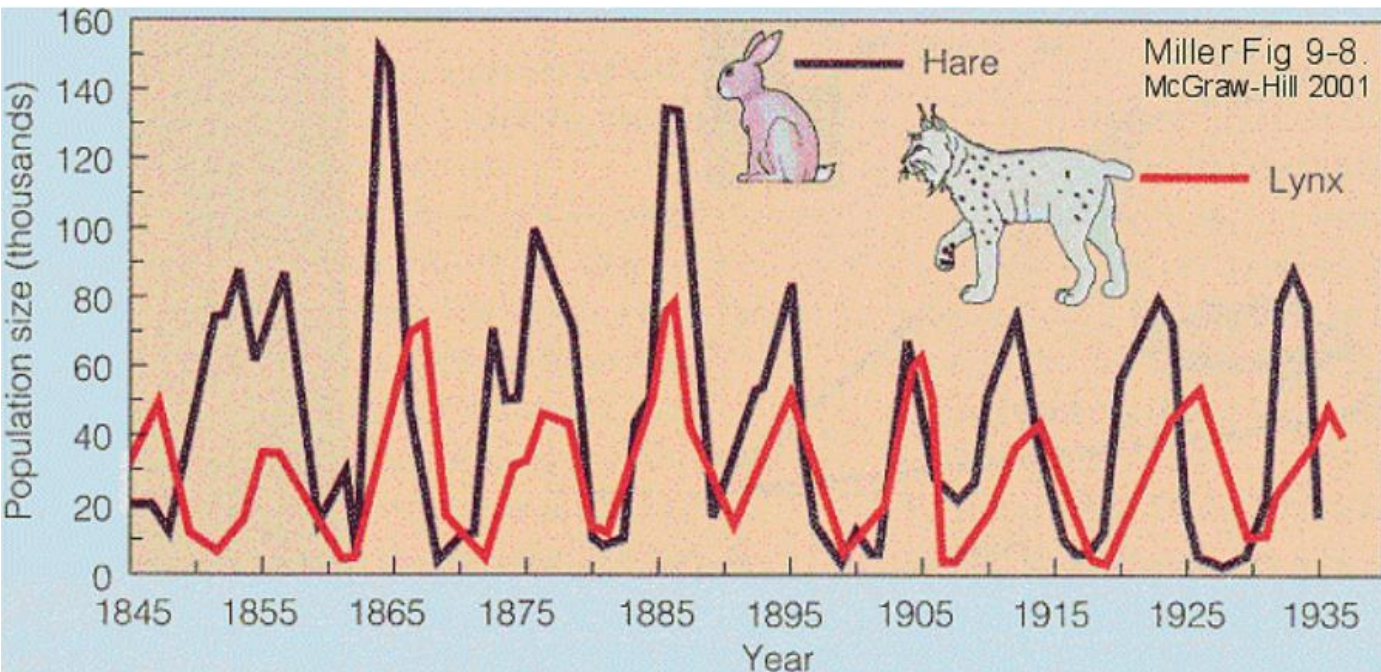 160
140
120
100
80
60
40
20
0
Population size (thousands)
Hare
Miller Fig 9-8.
McGraw-Hill 2001
Lynx
1845 1855 1865 1875 1885 1895 1905 1915 1925 1935
Year